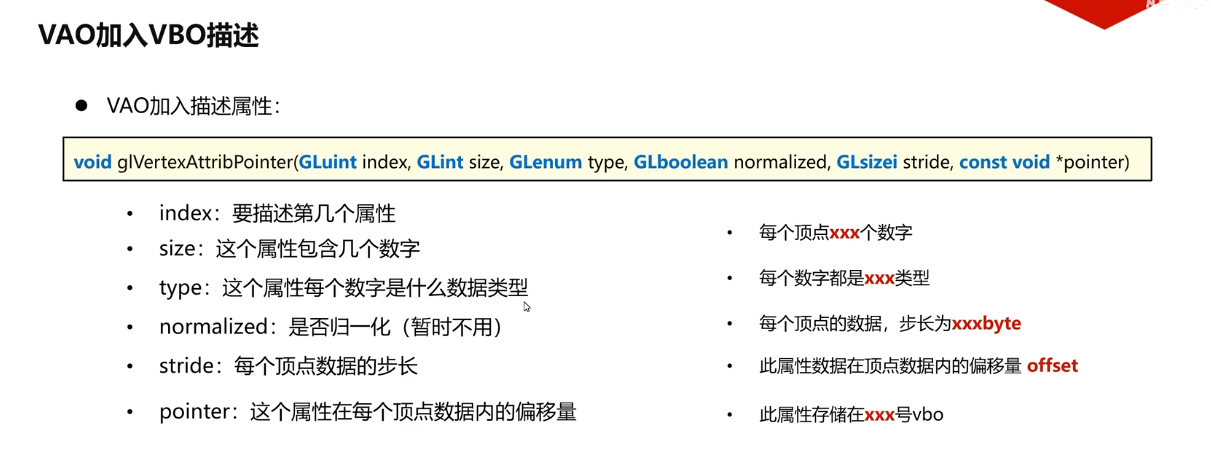 VAO加入VBO描述
● VAO加入描述属性：
void glVertexAttribPointer(GLuint index, GLint size, GLenum type, GLboolean normalized, GLsizei stride, const void *pointer)
• index：要描述第几个属性
• size：这个属性包含几个数字
• type：这个属性每个数字是什么数据类型
• normalized：是否归一化（暂时不用）
• stride：每个顶点数据的步长
• pointer：这个属性在每个顶点数据内的偏移量
• 每个顶点xxx个数字
• 每个数字都是xxx类型
• 每个顶点的数据，步长为xxxbyte
• 此属性数据在顶点数据内的偏移量 offset
• 此属性存储在xxx号vbo